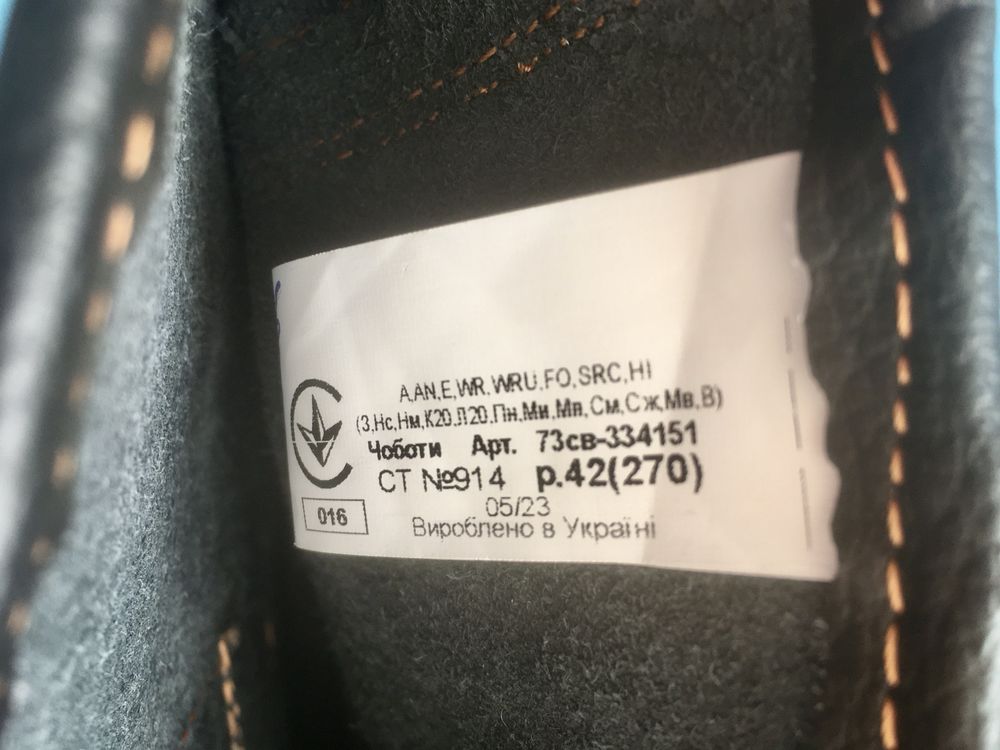 A,AN,E,WR,WRU,FO,SRC,HI
(З,Нс,Нм,К20,Л20,Пн,Ми,Мп,См,Сж,Мв,В)
Чоботи Арт. 73св-334151
СТ №914 р.42(270)
05/23
016
Вироблено в Україні